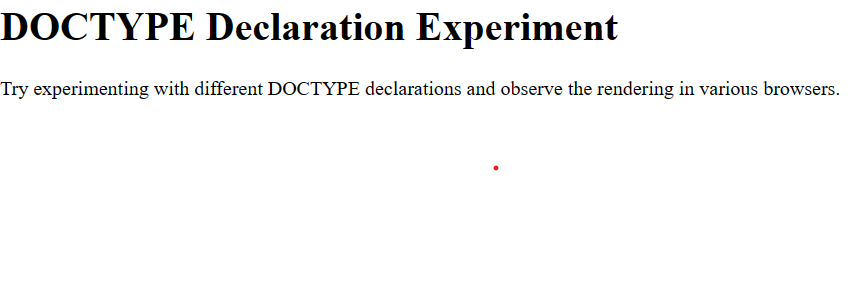 DOCTYPE Declaration Experiment
Try experimenting with different DOCTYPE declarations and observe the rendering in various browsers.